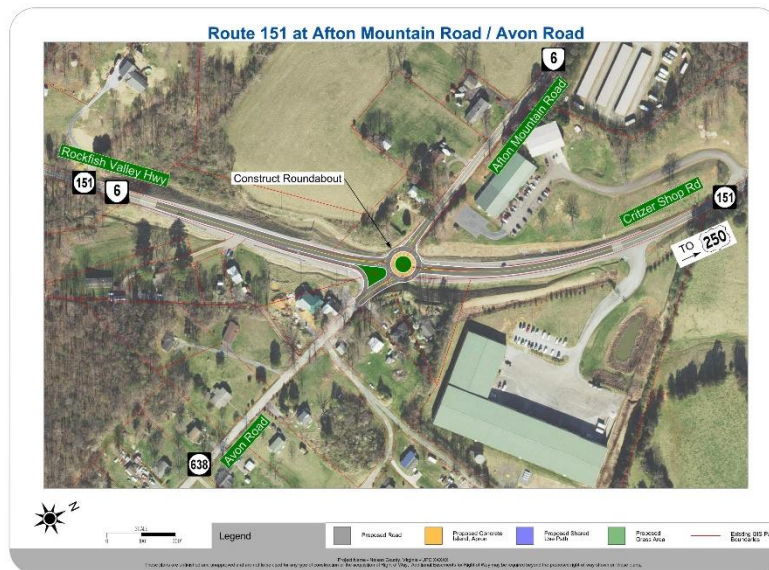 Route 151 at Afton Mountain Road / Avon Road
6
Afton Mountain Road
Rockfish Valley Hwy
151
6
Construct Roundabout
Critzer Shop Rd
151
TO 250
Avon Road
638
N
SCALE
0
Legend
Proposed Road
Proposed Concrete
Island, Apron
Proposed Shared
Use Path
Proposed
Grass Area
Existing GIS
Boundaries